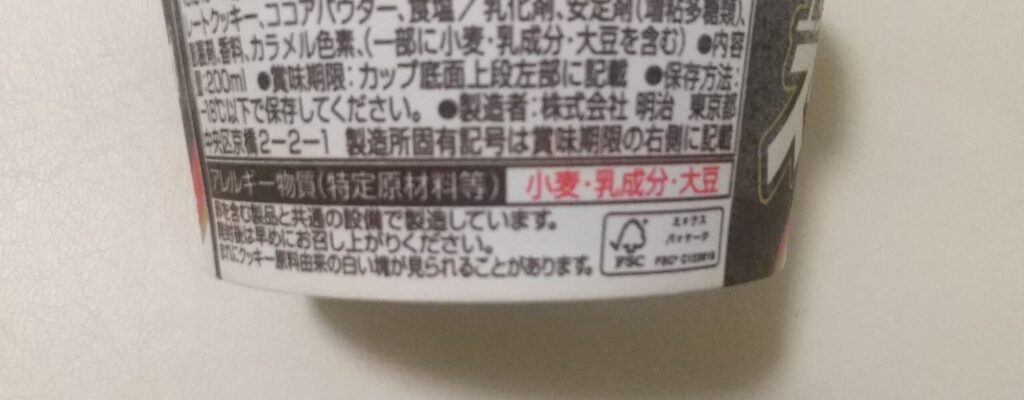 ートクッキー、ココアパウダー、食塩／乳化剤、安定剤(増粘多糖類)、
香料、カラメル色素、(一部に小麦・乳成分・大豆を含む) ●内容
:200ml ●賞味期限:カップ底面上段左部に記載 ●保存方法:
-18℃以下で保存してください。 ●製造者:株式会社 明治 東京都
中央区京橋2-2-1 製造所固有記号は賞味期限の右側に記載
アレルギー物質(特定原材料等) 小麦・乳成分・大豆
卵を含む製品と共通の設備で製造しています。
開封後は早めにお召し上がりください。
まれにクッキー原料由来の白い塊が見られることがあります。
FSC
ミックス
パッケージ